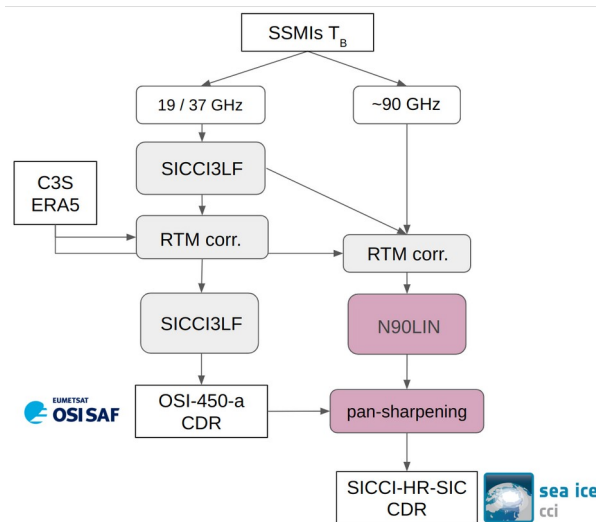 SSMIs TB
19 / 37 GHz
~90 GHz
SICCI3LF
C3S
ERA5
RTM corr.
RTM corr.
SICCI3LF
N90LIN
EUMETSAT
OSI SAF
OSI-450-a
CDR
pan-sharpening
SICCI-HR-SIC
CDR
sea ice
cci